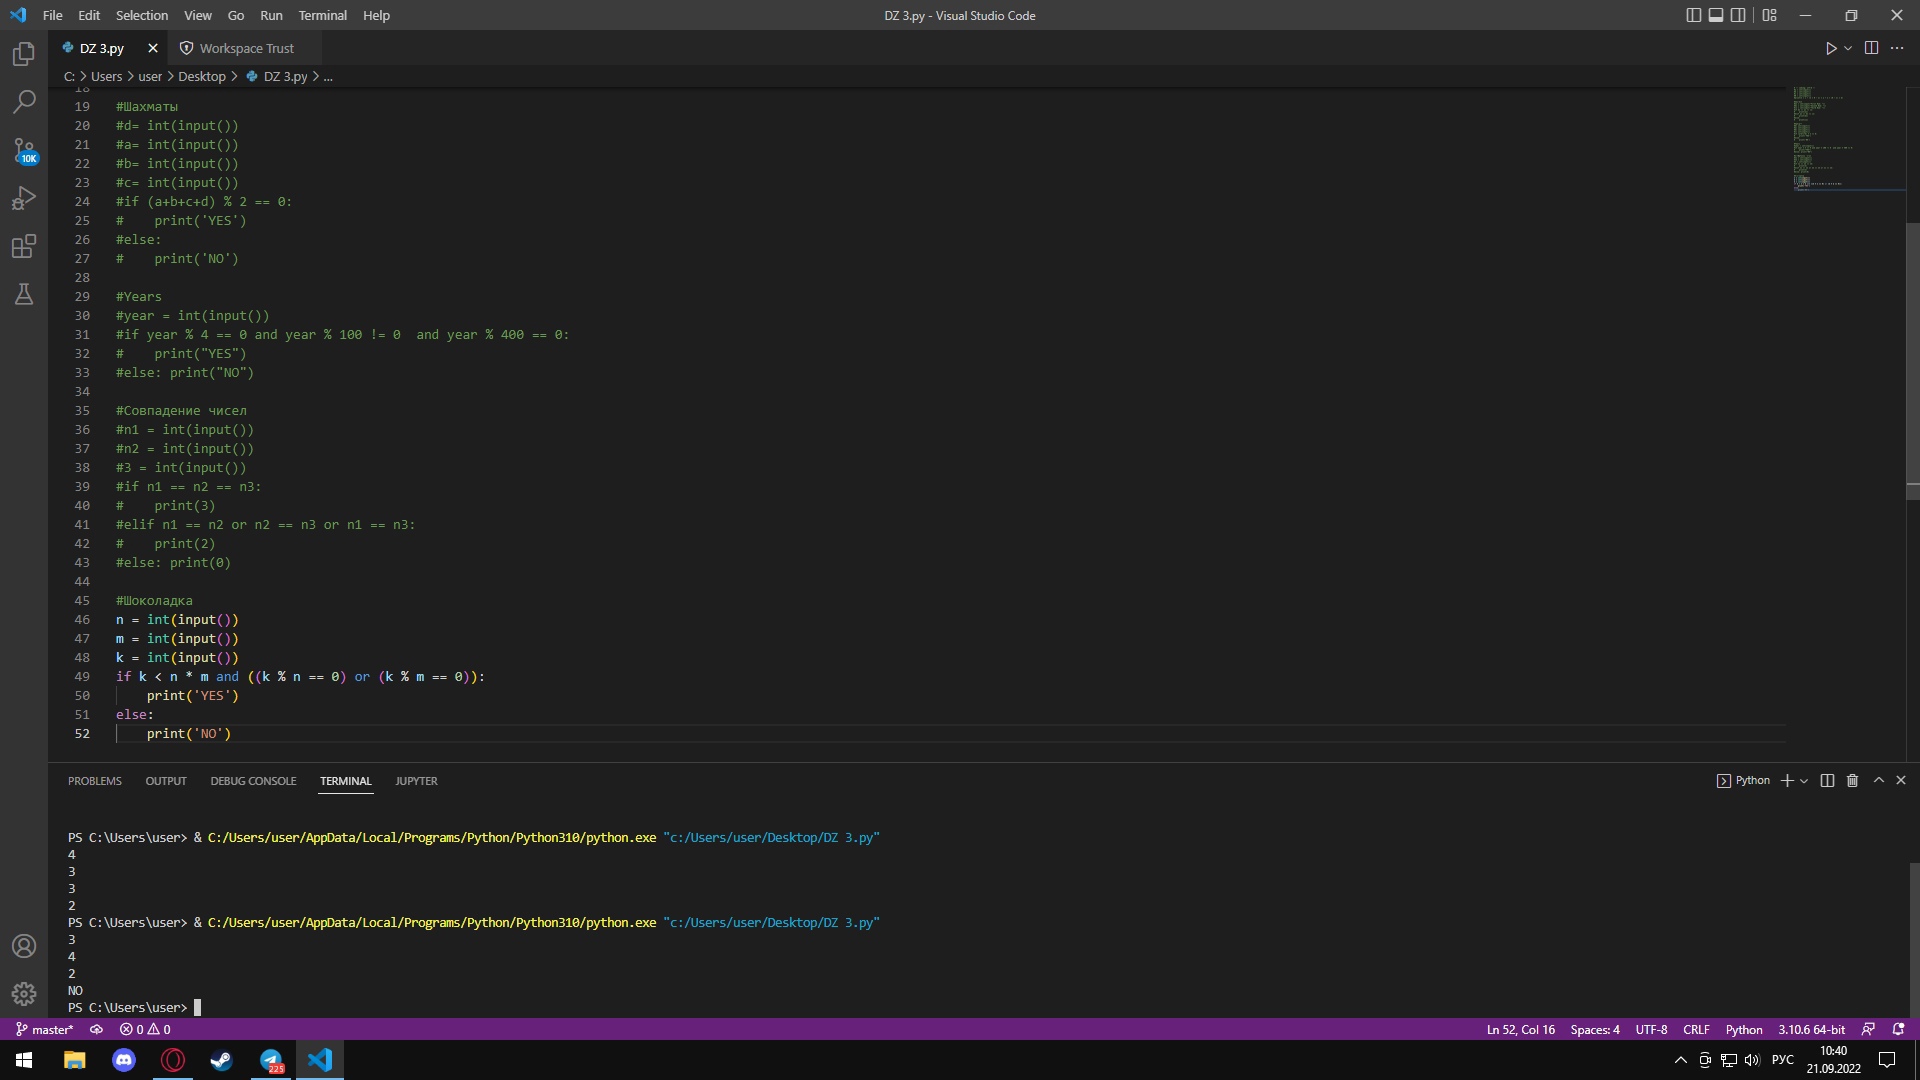 File Edit Selection View Go Run Terminal Help
DZ 3.py - Visual Studio Code
DZ 3.py
Workspace Trust
C: > Users > user > Desktop > DZ 3.py > ...
10K
18
19 #Шахматы
20 #d= int(input())
21 #a= int(input())
22 #b= int(input())
23 #c= int(input())
24 #if (a+b+c+d) % 2 == 0:
25 #    print('YES')
26 #else:
27 #    print('NO')
28
29 #Years
30 #year = int(input())
31 #if year % 4 == 0 and year % 100 != 0  and year % 400 == 0:
32 #    print("YES")
33 #else: print("NO")
34
35 #Совпадение чисел
36 #n1 = int(input())
37 #n2 = int(input())
38 #3 = int(input())
39 #if n1 == n2 == n3:
40 #    print(3)
41 #elif n1 == n2 or n2 == n3 or n1 == n3:
42 #    print(2)
43 #else: print(0)
44
45 #Шоколадка
46 n = int(input())
47 m = int(input())
48 k = int(input())
49 if k < n * m and ((k % n == 0) or (k % m == 0)):
50     print('YES')
51 else:
52     print('NO')
PROBLEMS OUTPUT DEBUG CONSOLE TERMINAL JUPYTER
Python
PS C:\Users\user> & C:/Users/user/AppData/Local/Programs/Python/Python310/python.exe "c:/Users/user/Desktop/DZ 3.py"
4
3
3
2
PS C:\Users\user> & C:/Users/user/AppData/Local/Programs/Python/Python310/python.exe "c:/Users/user/Desktop/DZ 3.py"
3
4
2
NO
PS C:\Users\user>
master* 0 0
Ln 52, Col 16 Spaces: 4 UTF-8 CRLF Python 3.10.6 64-bit
225
РУС
10:40
21.09.2022